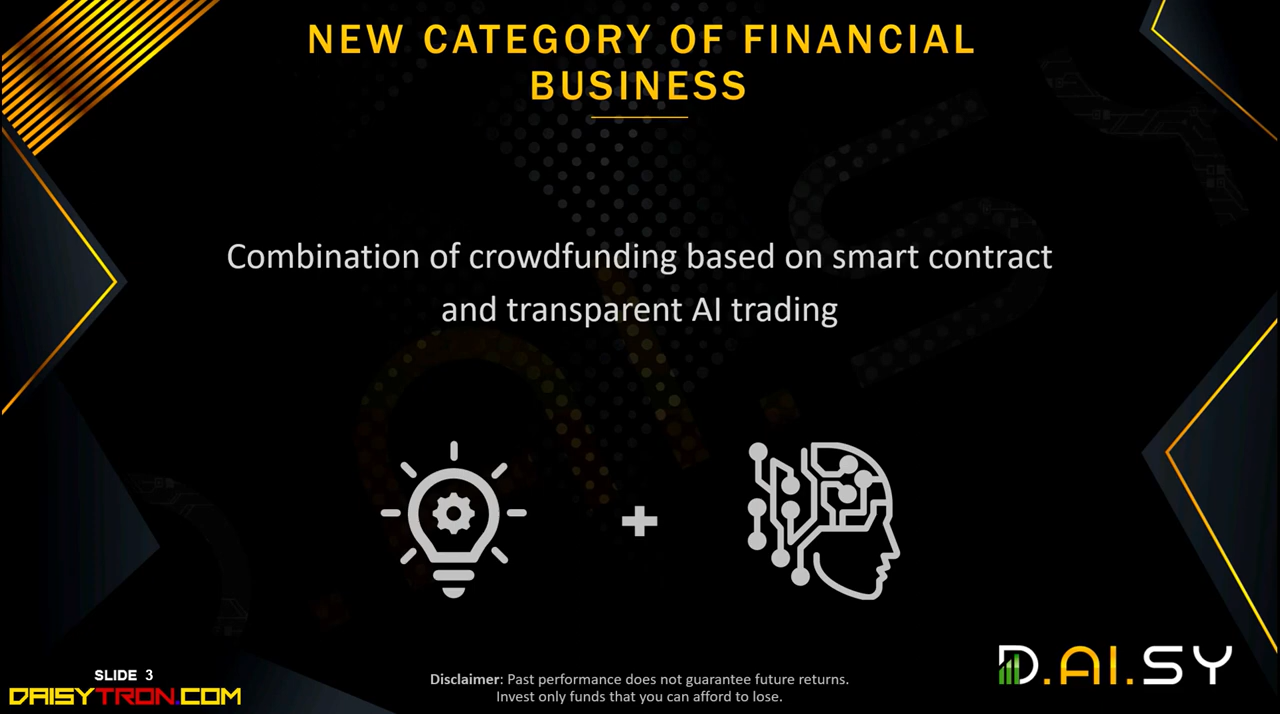 NEW CATEGORY OF FINANCIAL
BUSINESS
Combination of crowdfunding based on smart contract
and transparent AI trading
D.AI.SY
SLIDE 3
DAISYTRON.COM
Disclaimer: Past performance does not guarantee future returns.
Invest only funds that you can afford to lose.